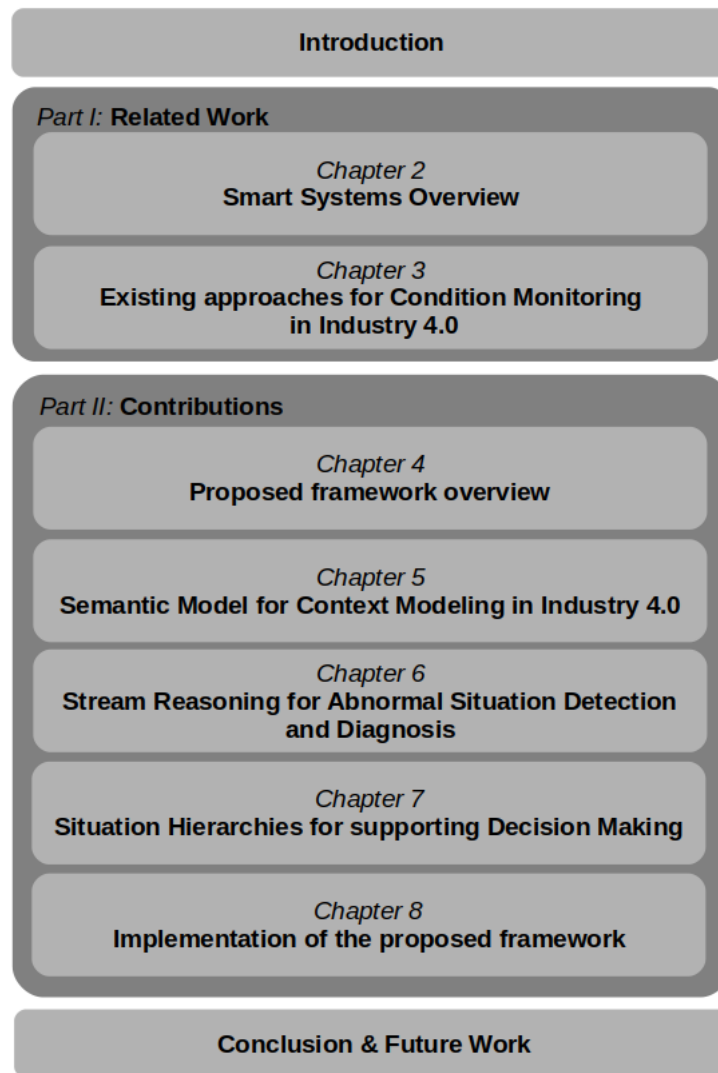 Introduction
Part I: Related Work
Chapter 2
Smart Systems Overview
Chapter 3
Existing approaches for Condition Monitoring
in Industry 4.0
Part II: Contributions
Chapter 4
Proposed framework overview
Chapter 5
Semantic Model for Context Modeling in Industry 4.0
Chapter 6
Stream Reasoning for Abnormal Situation Detection
and Diagnosis
Chapter 7
Situation Hierarchies for supporting Decision Making
Chapter 8
Implementation of the proposed framework
Conclusion & Future Work